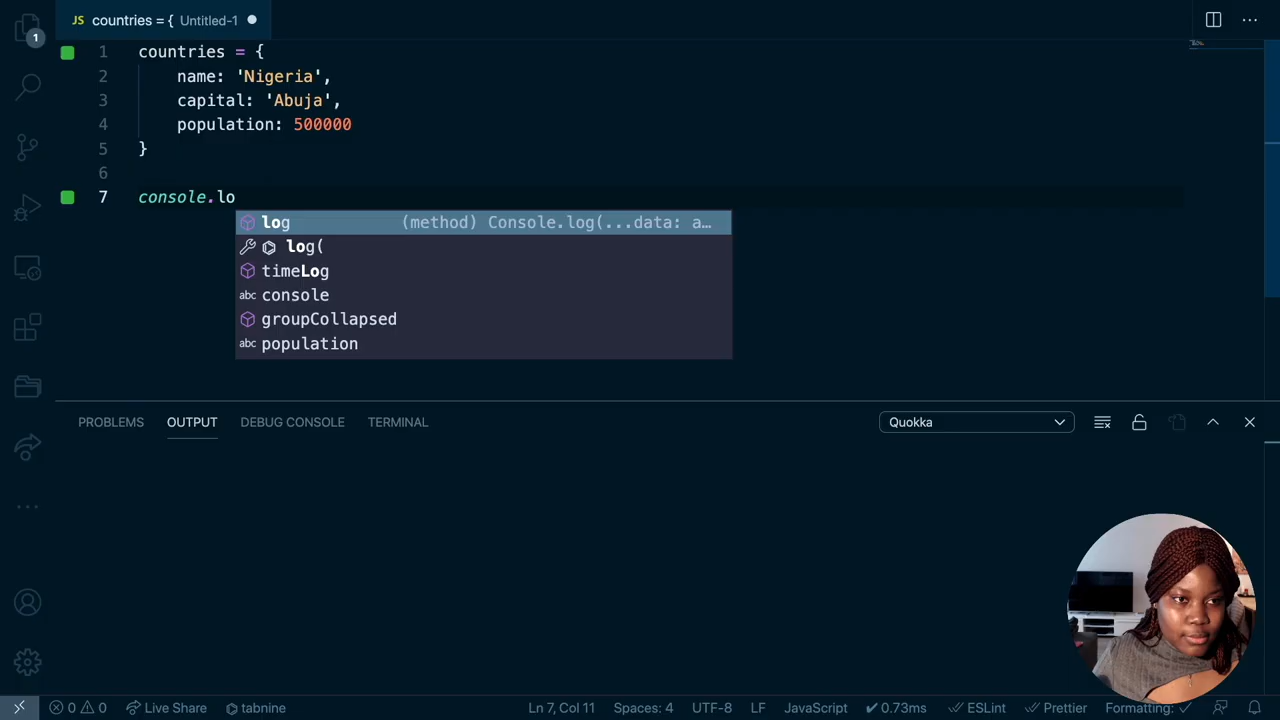 JS countries = { Untitled-1
1
1 countries = {
2 name: 'Nigeria',
3 capital: 'Abuja',
4 population: 500000
5 }
6
7 console.lo
log (method) Console.log(...data: a…
log(
timeLog
abc console
groupCollapsed
abc population
PROBLEMS OUTPUT DEBUG CONSOLE TERMINAL Quokka
0 0 Live Share tabnine Ln 7, Col 11 Spaces: 4 UTF-8 LF JavaScript ✔ 0.73ms ESLint Prettier Formatting: ✓